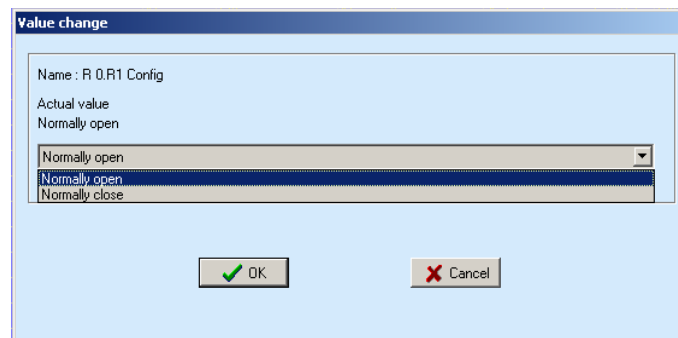 Value change
Name : R 0.R1 Config
Actual value
Normally open
Normally open
Normally open
Normally close
OK
Cancel